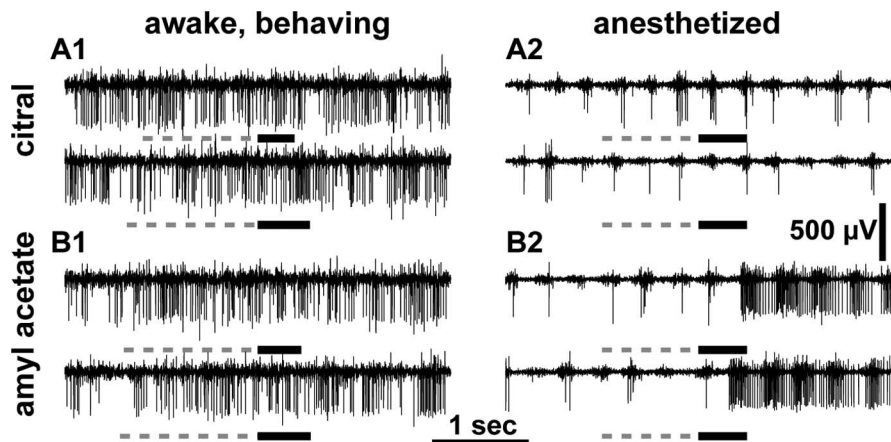 awake, behaving
anesthetized
A1
A2
citral
B1
B2
500 µV
amyl acetate
1 sec